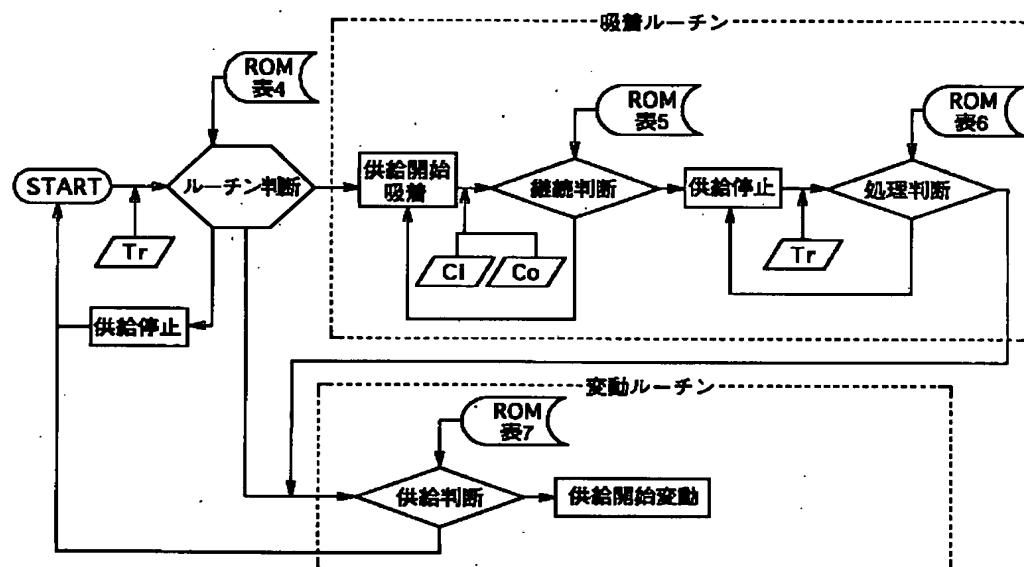 吸着ルーチン
ROM
表4
ROM
表5
ROM
表6
START
ルーチン判断
供給開始
吸着
継続判断
供給停止
処理判断
Tr
CI
Co
Tr
供給停止
変動ルーチン
ROM
表7
供給判断
供給開始変動